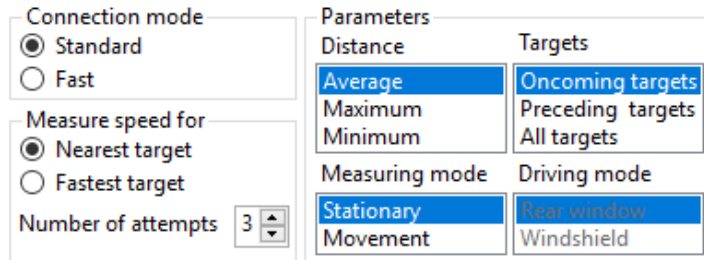 Connection mode
Standard
Fast
Measure speed for
Nearest target
Fastest target
Number of attempts 3
Parameters
Distance
Average
Maximum
Minimum
Targets
Oncoming targets
Preceding targets
All targets
Measuring mode
Stationary
Movement
Driving mode
Rear window
Windshield